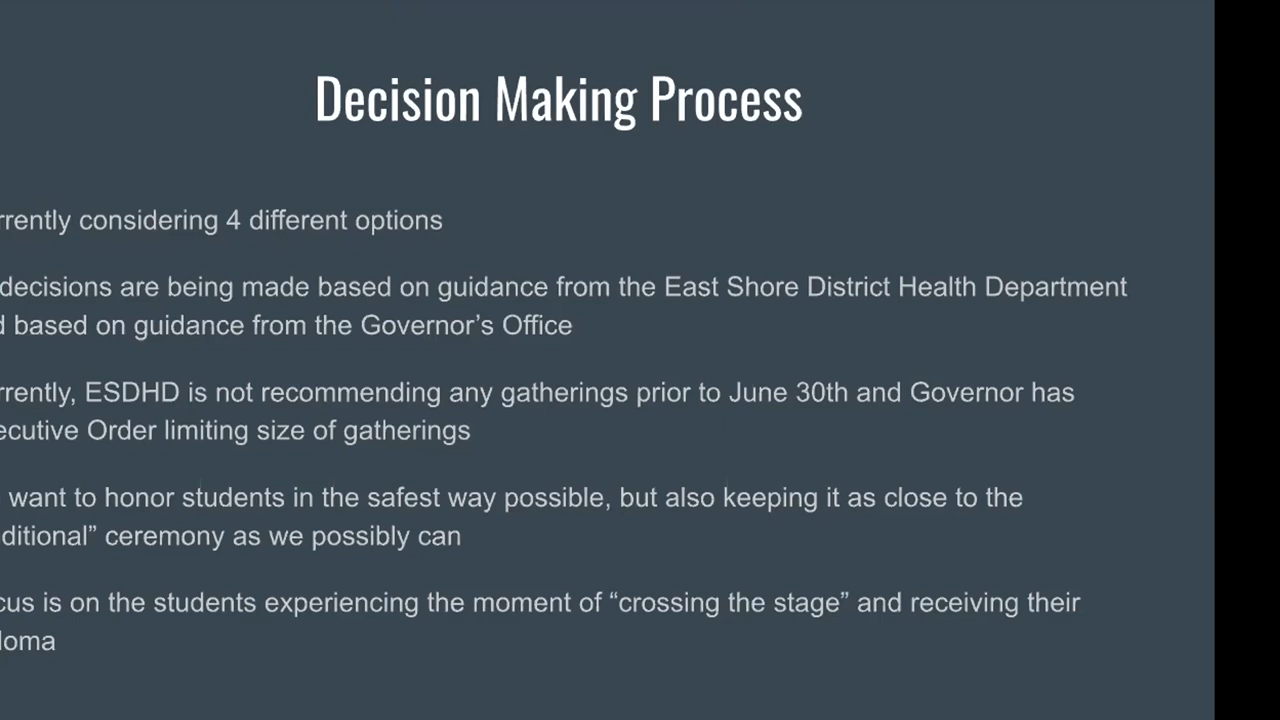 Decision Making Process
rrently considering 4 different options
decisions are being made based on guidance from the East Shore District Health Department
d based on guidance from the Governor’s Office
rrently, ESDHD is not recommending any gatherings prior to June 30th and Governor has
ecutive Order limiting size of gatherings
want to honor students in the safest way possible, but also keeping it as close to the
ditional” ceremony as we possibly can
cus is on the students experiencing the moment of “crossing the stage” and receiving their
loma